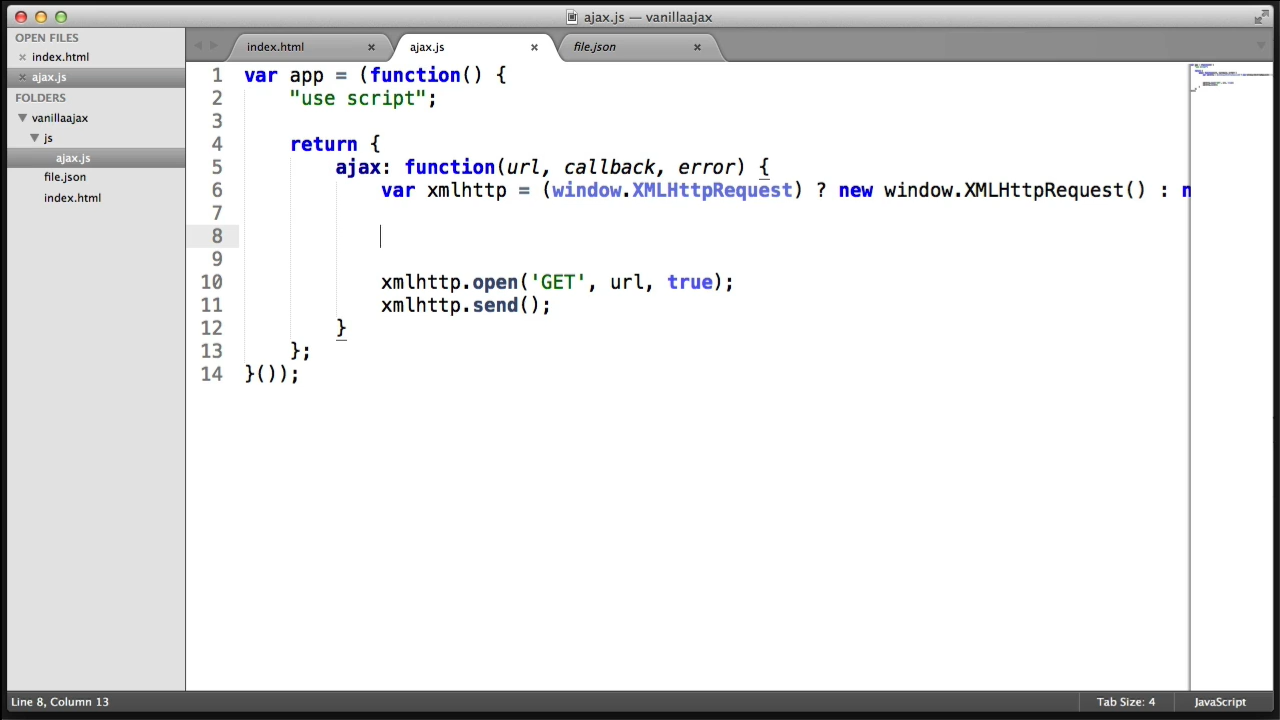 ajax.js — vanillaajax
OPEN FILES
index.html
ajax.js
FOLDERS
vanillaajax
js
ajax.js
file.json
index.html
index.html
ajax.js
file.json
1 var app = (function() {
2 "use script";
3
4 return {
5 ajax: function(url, callback, error) {
6 var xmlhttp = (window.XMLHttpRequest) ? new window.XMLHttpRequest() : n
7
8
9
10 xmlhttp.open('GET', url, true);
11 xmlhttp.send();
12 }
13 };
14 }());
Line 8, Column 13
Tab Size: 4
JavaScript